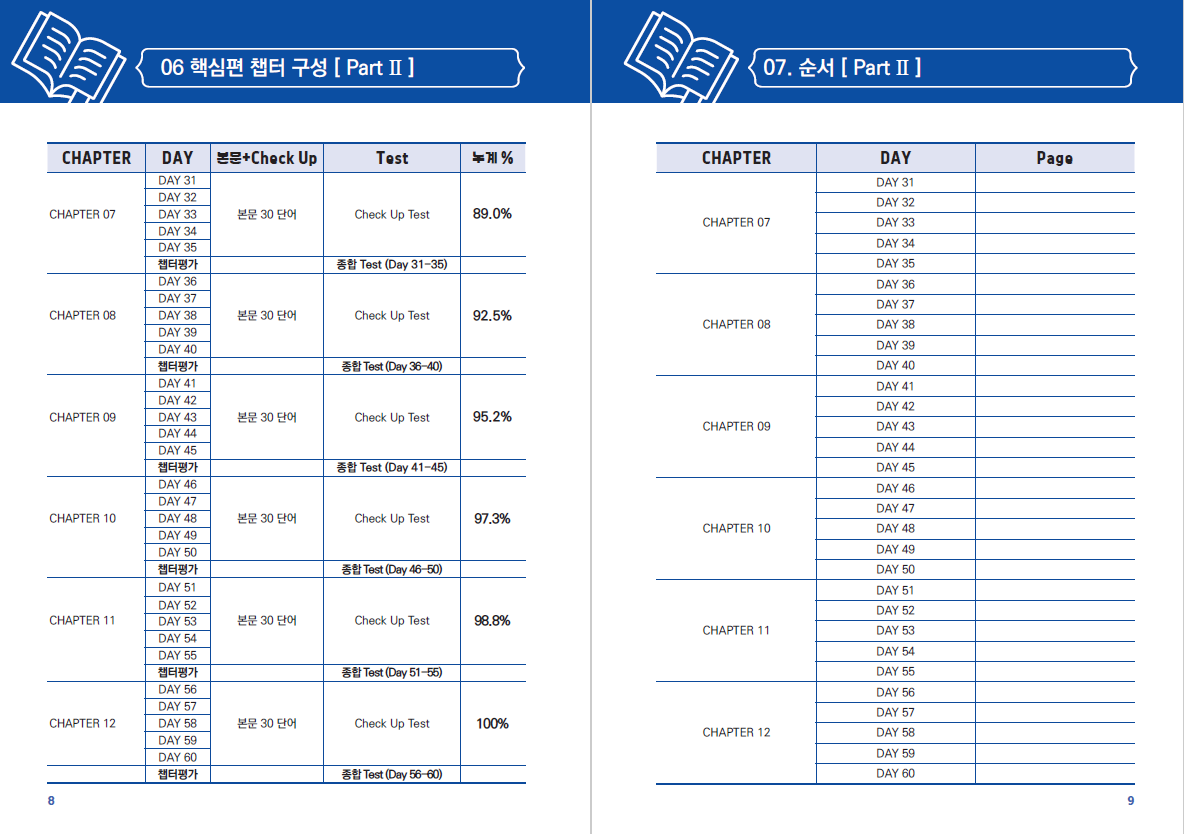 06 핵심편 챕터 구성 [ Part Ⅱ ]
CHAPTER DAY 본문+Check Up Test 누계 %
DAY 31
DAY 32
CHAPTER 07 DAY 33 본문 30 단어 Check Up Test 89.0%
DAY 34
DAY 35
챕터평가 종합 Test (Day 31-35)
DAY 36
DAY 37
CHAPTER 08 DAY 38 본문 30 단어 Check Up Test 92.5%
DAY 39
DAY 40
챕터평가 종합 Test (Day 36-40)
DAY 41
DAY 42
CHAPTER 09 DAY 43 본문 30 단어 Check Up Test 95.2%
DAY 44
DAY 45
챕터평가 종합 Test (Day 41-45)
DAY 46
DAY 47
CHAPTER 10 DAY 48 본문 30 단어 Check Up Test 97.3%
DAY 49
DAY 50
챕터평가 종합 Test (Day 46-50)
DAY 51
DAY 52
CHAPTER 11 DAY 53 본문 30 단어 Check Up Test 98.8%
DAY 54
DAY 55
챕터평가 종합 Test (Day 51-55)
DAY 56
DAY 57
CHAPTER 12 DAY 58 본문 30 단어 Check Up Test 100%
DAY 59
DAY 60
챕터평가 종합 Test (Day 56-60)
8
07. 순서 [ Part Ⅱ ]
CHAPTER DAY Page
DAY 31
DAY 32
CHAPTER 07 DAY 33
DAY 34
DAY 35
DAY 36
DAY 37
CHAPTER 08 DAY 38
DAY 39
DAY 40
DAY 41
DAY 42
CHAPTER 09 DAY 43
DAY 44
DAY 45
DAY 46
DAY 47
CHAPTER 10 DAY 48
DAY 49
DAY 50
DAY 51
DAY 52
CHAPTER 11 DAY 53
DAY 54
DAY 55
DAY 56
DAY 57
CHAPTER 12 DAY 58
DAY 59
DAY 60
9